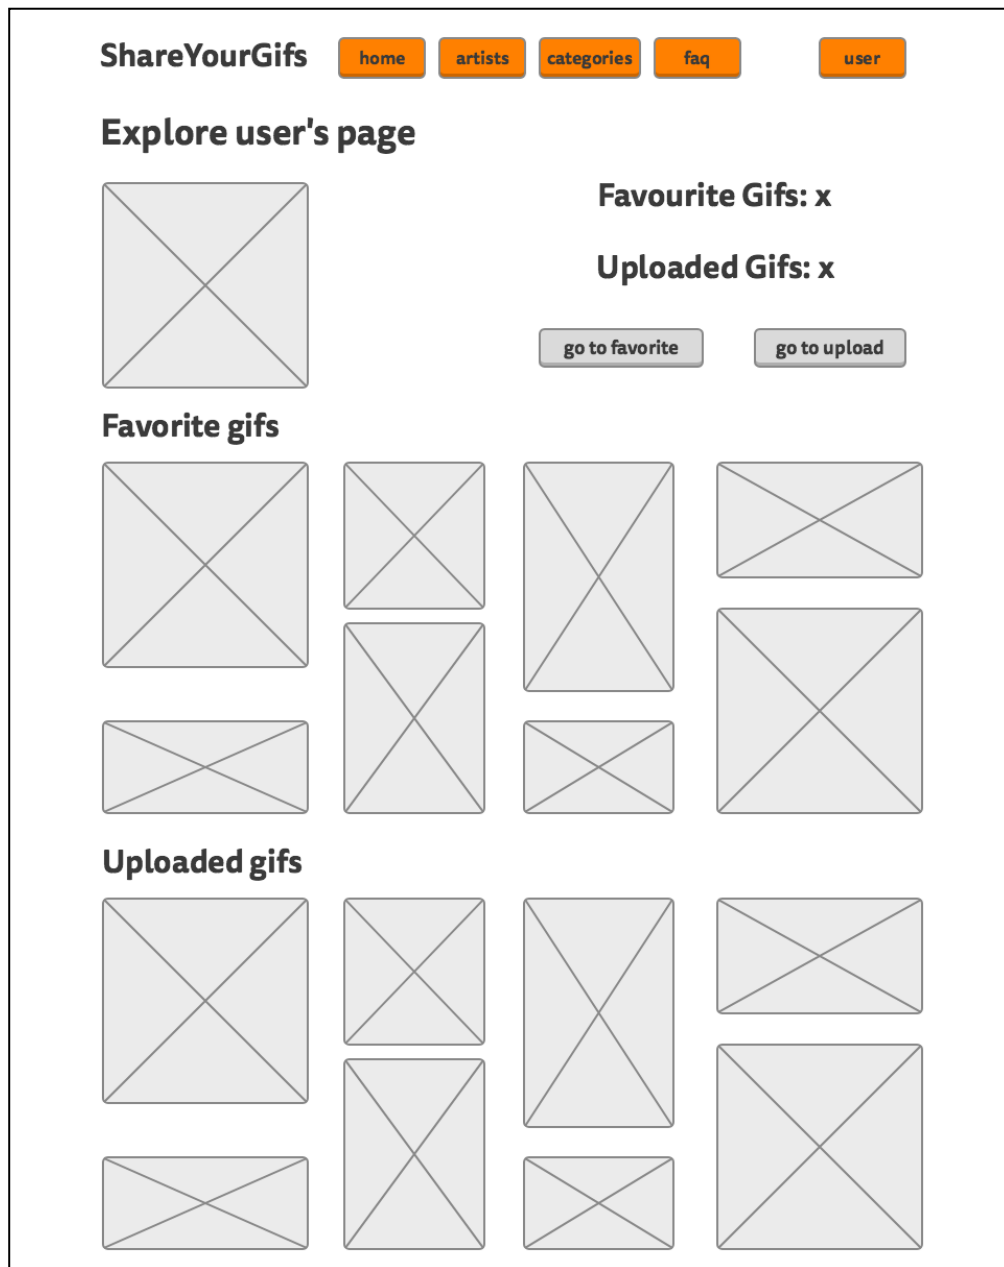 ShareYourGifs home artists categories faq user
Explore user's page
Favourite Gifs: x
Uploaded Gifs: x
go to favorite go to upload
Favorite gifs
Uploaded gifs